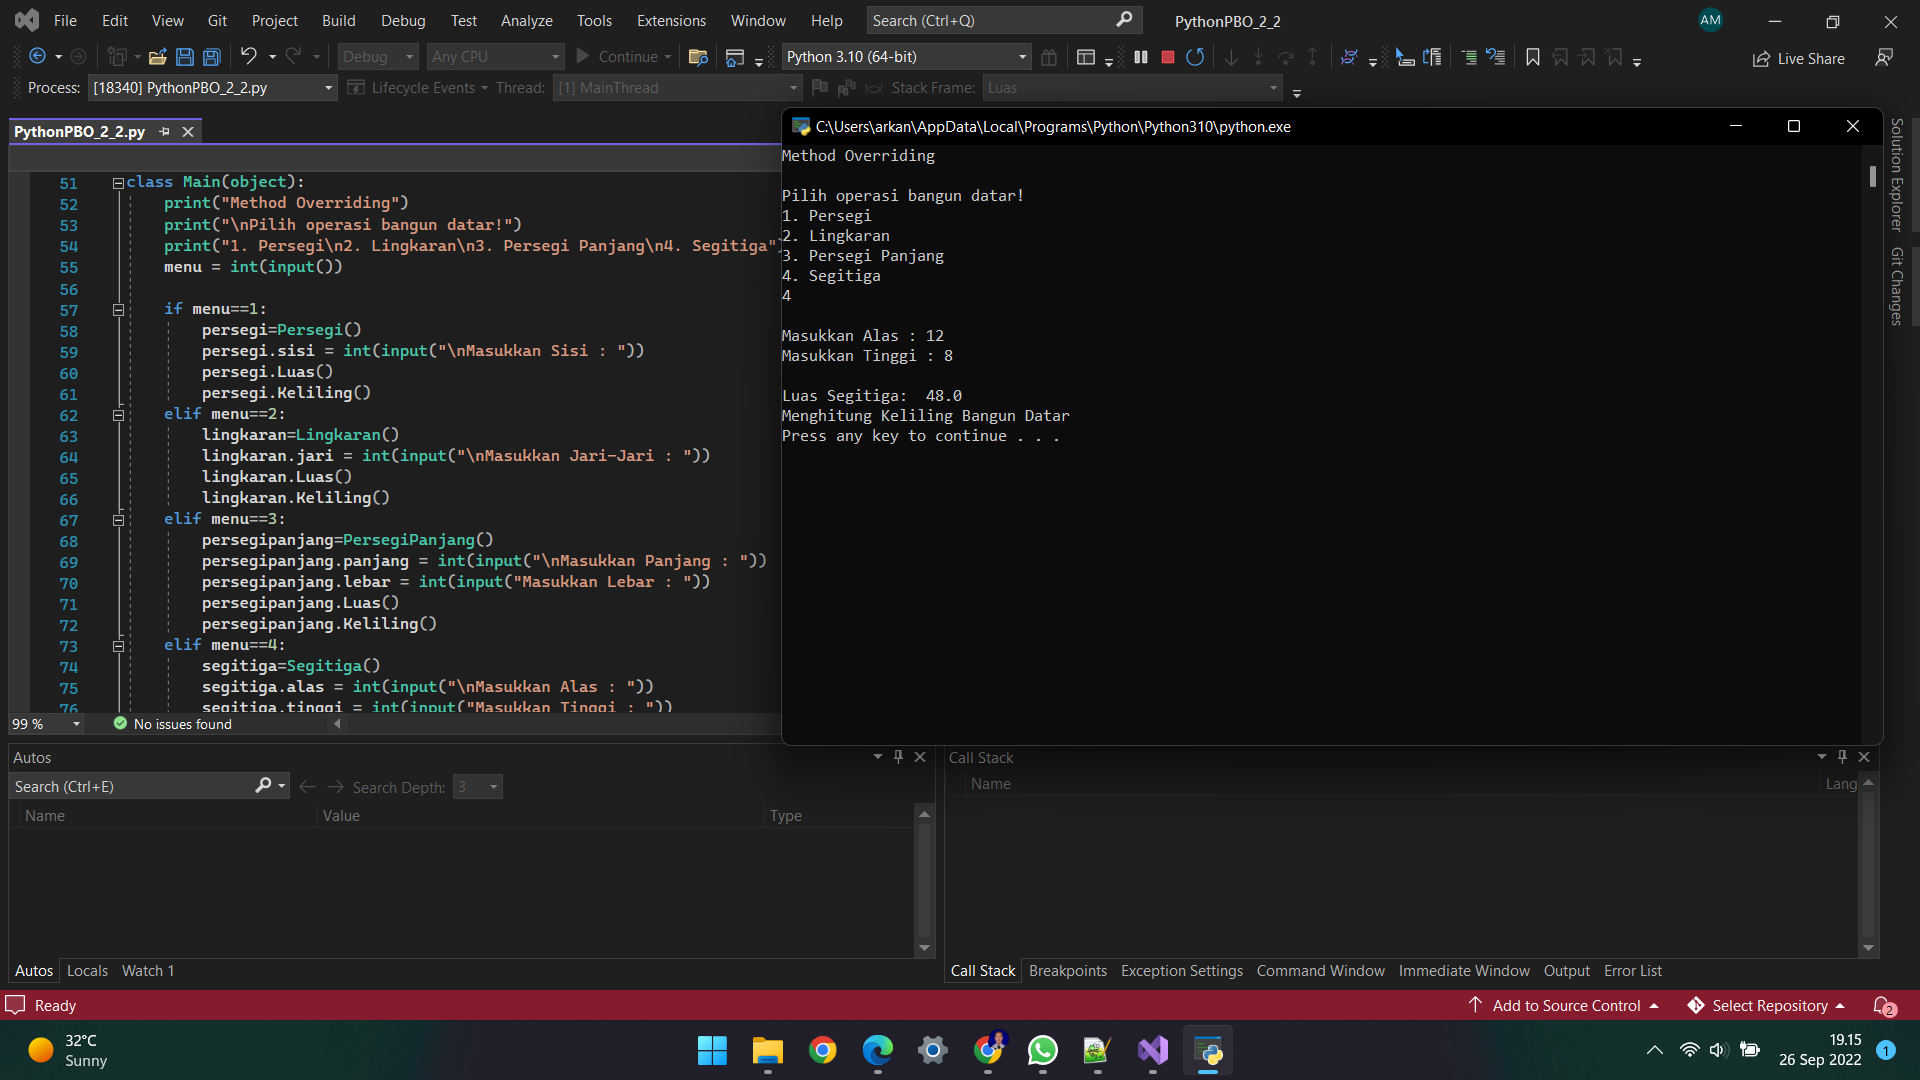 File Edit View Git Project Build Debug Test Analyze Tools Extensions Window Help Search (Ctrl+Q) PythonPBO_2_2 AM
Debug Any CPU Continue Python 3.10 (64-bit) Live Share
Process: [18340] PythonPBO_2_2.py Lifecycle Events Thread: [1] MainThread Stack Frame: Luas
PythonPBO_2_2.py
51 class Main(object):
52 print("Method Overriding")
53 print("\nPilih operasi bangun datar!")
54 print("1. Persegi\n2. Lingkaran\n3. Persegi Panjang\n4. Segitiga")
55 menu = int(input())
56
57 if menu==1:
58 persegi=Persegi()
59 persegi.sisi = int(input("\nMasukkan Sisi : "))
60 persegi.Luas()
61 persegi.Keliling()
62 elif menu==2:
63 lingkaran=Lingkaran()
64 lingkaran.jari = int(input("\nMasukkan Jari-Jari : "))
65 lingkaran.Luas()
66 lingkaran.Keliling()
67 elif menu==3:
68 persegipanjang=PersegiPanjang()
69 persegipanjang.panjang = int(input("\nMasukkan Panjang : "))
70 persegipanjang.lebar = int(input("Masukkan Lebar : "))
71 persegipanjang.Luas()
72 persegipanjang.Keliling()
73 elif menu==4:
74 segitiga=Segitiga()
75 segitiga.alas = int(input("\nMasukkan Alas : "))
76 segitiga.tinggi = int(input("Masukkan Tinggi : "))
99 % No issues found
C:\Users\arkan\AppData\Local\Programs\Python\Python310\python.exe
Method Overriding
Pilih operasi bangun datar!
1. Persegi
2. Lingkaran
3. Persegi Panjang
4. Segitiga
4
Masukkan Alas : 12
Masukkan Tinggi : 8
Luas Segitiga:  48.0
Menghitung Keliling Bangun Datar
Press any key to continue . . .
Solution Explorer
Git Changes
Autos
Search (Ctrl+E) Search Depth: 3
Name Value Type
Autos Locals Watch 1
Call Stack
Name Lang
Call Stack Breakpoints Exception Settings Command Window Immediate Window Output Error List
Ready Add to Source Control Select Repository 2
32°C
Sunny
19.15
26 Sep 2022
1